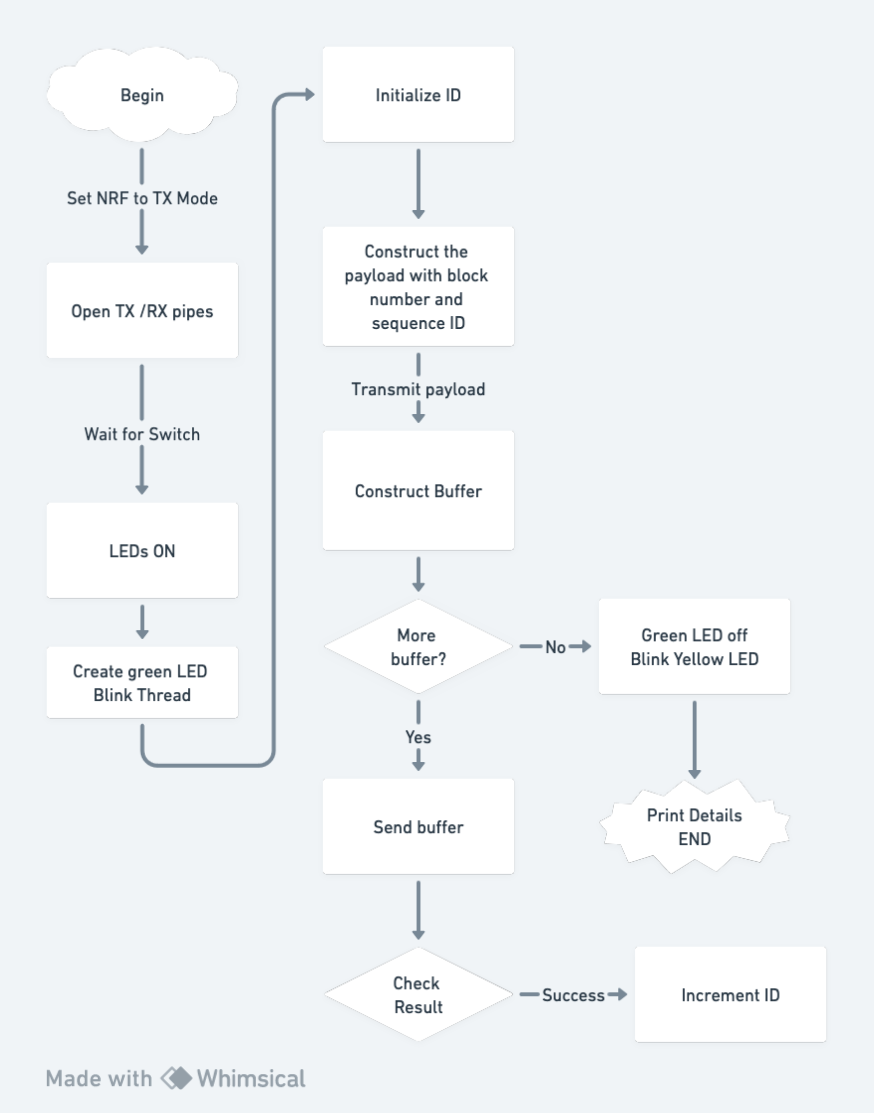 Begin
Set NRF to TX Mode
Open TX /RX pipes
Wait for Switch
LEDs ON
Create green LED
Blink Thread
Initialize ID
Construct the
payload with block
number and
sequence ID
Transmit payload
Construct Buffer
More
buffer?
No
Green LED off
Blink Yellow LED
Print Details
END
Yes
Send buffer
Check
Result
Success
Increment ID
Made with Whimsical